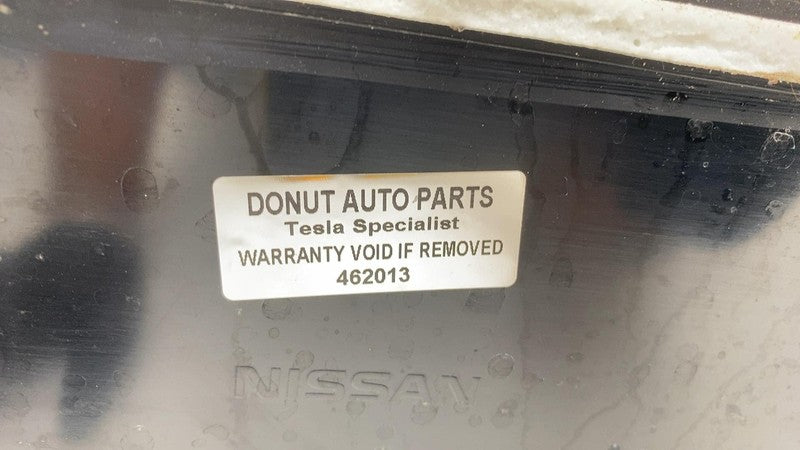 DONUT AUTO PARTS
Tesla Specialist
WARRANTY VOID IF REMOVED
462013
NISSAN